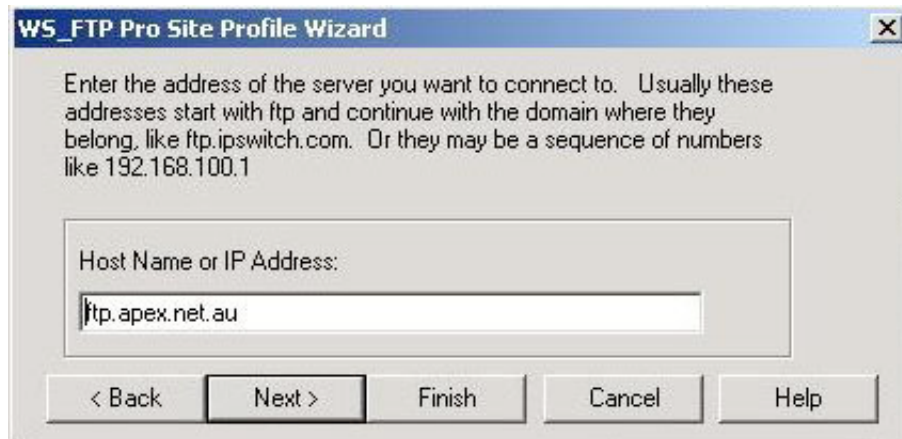 WS_FTP Pro Site Profile Wizard
Enter the address of the server you want to connect to.   Usually these
addresses start with ftp and continue with the domain where they
belong, like ftp.ipswitch.com.  Or they may be a sequence of numbers
like 192.168.100.1
Host Name or IP Address:
ftp.apex.net.au
< Back Next > Finish Cancel Help